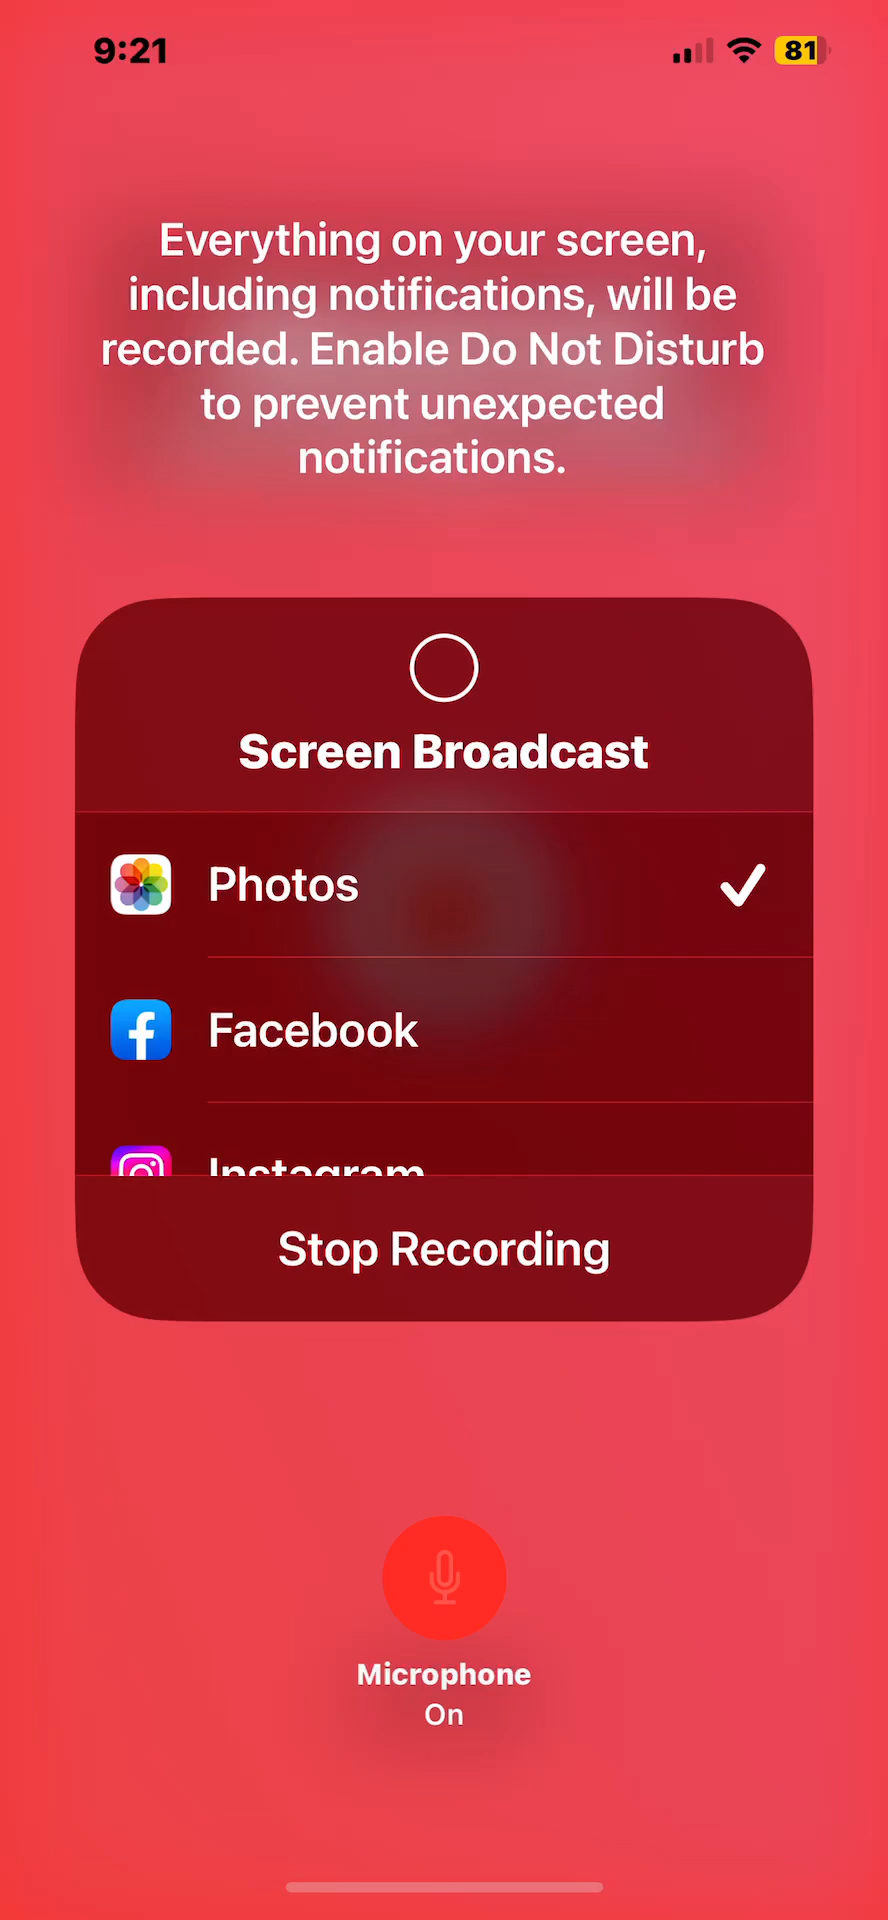 9:21
81
Everything on your screen,
including notifications, will be
recorded. Enable Do Not Disturb
to prevent unexpected
notifications.
Screen Broadcast
Photos
Facebook
Instagram
Stop Recording
Microphone
On